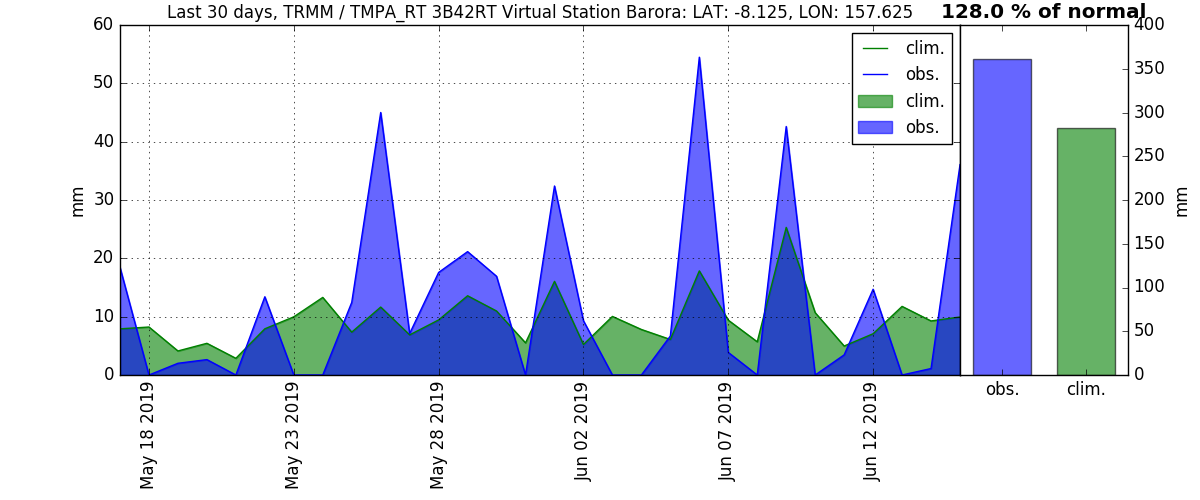 Last 30 days, TRMM / TMPA_RT 3B42RT Virtual Station Barora: LAT: -8.125, LON: 157.625
128.0 % of normal
60
50
40
30
20
10
0
mm
clim.
obs.
clim.
obs.
May 18 2019
May 23 2019
May 28 2019
Jun 02 2019
Jun 07 2019
Jun 12 2019
400
350
300
250
200
150
100
50
0
mm
obs.
clim.